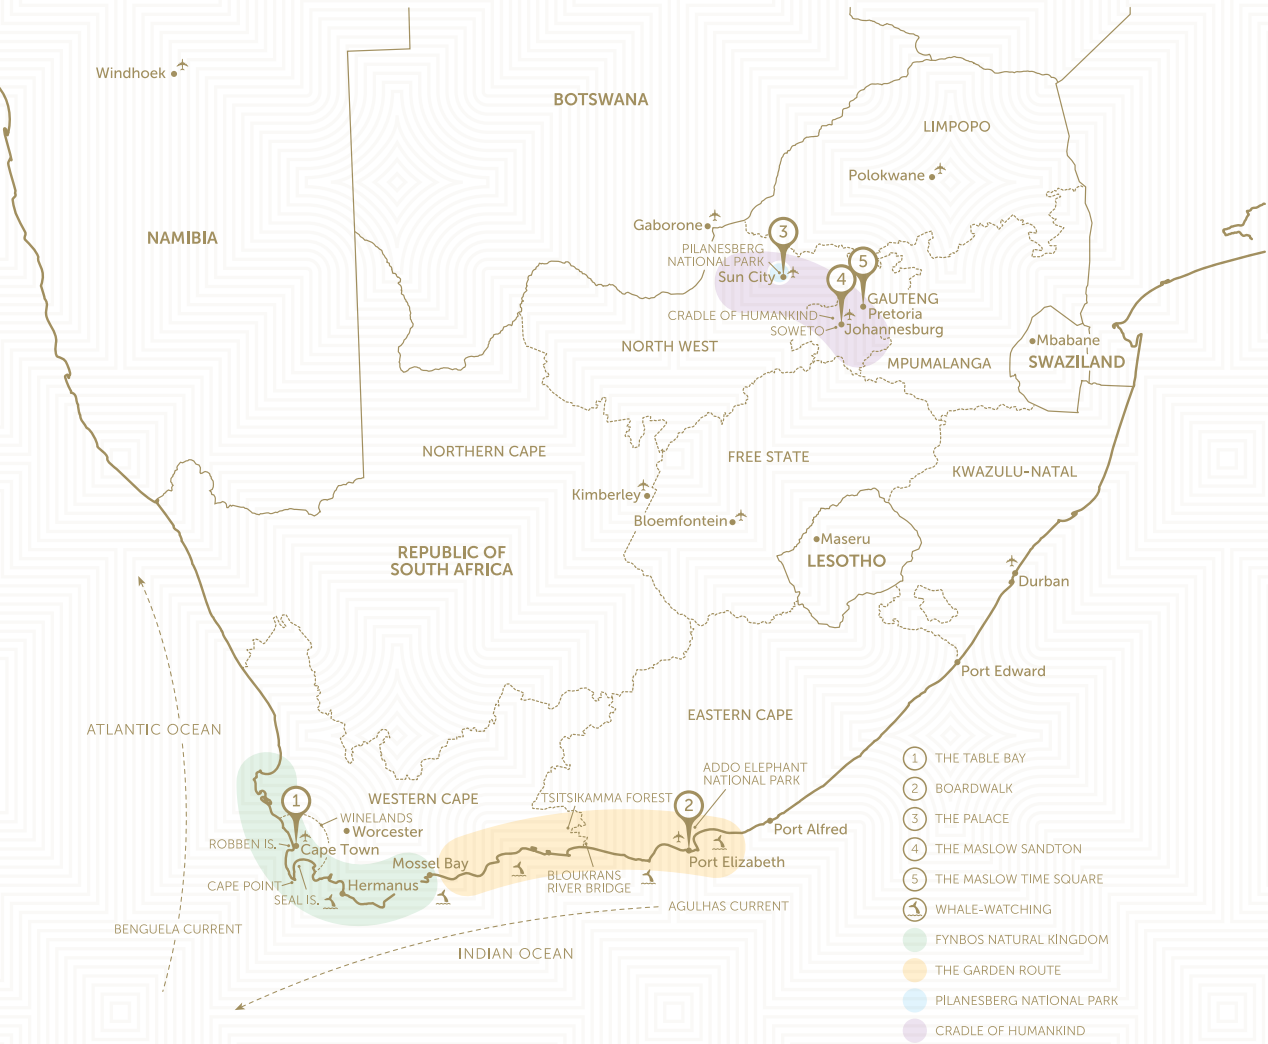 Windhoek
BOTSWANA
LIMPOPO
Polokwane
Gaborone
NAMIBIA
3
PILANESBERG
NATIONAL PARK
Sun City
5
4
GAUTENG
Pretoria
CRADLE OF HUMANKIND
SOWETO
Johannesburg
NORTH WEST
MPUMALANGA
Mbabane
SWAZILAND
NORTHERN CAPE
FREE STATE
KWAZULU-NATAL
Kimberley
Bloemfontein
Maseru
LESOTHO
REPUBLIC OF
SOUTH AFRICA
Durban
Port Edward
EASTERN CAPE
ATLANTIC OCEAN
ADDO ELEPHANT
NATIONAL PARK
TSITSIKAMMA FOREST
2
1
WESTERN CAPE
WINELANDS
Worcester
ROBBEN IS.
Cape Town
Port Alfred
Mossel Bay
Port Elizabeth
BLOUKRANS
RIVER BRIDGE
CAPE POINT
Hermanus
SEAL IS.
AGULHAS CURRENT
BENGUELA CURRENT
INDIAN OCEAN
1 THE TABLE BAY
2 BOARDWALK
3 THE PALACE
4 THE MASLOW SANDTON
5 THE MASLOW TIME SQUARE
WHALE-WATCHING
FYNBOS NATURAL KINGDOM
THE GARDEN ROUTE
PILANESBERG NATIONAL PARK
CRADLE OF HUMANKIND